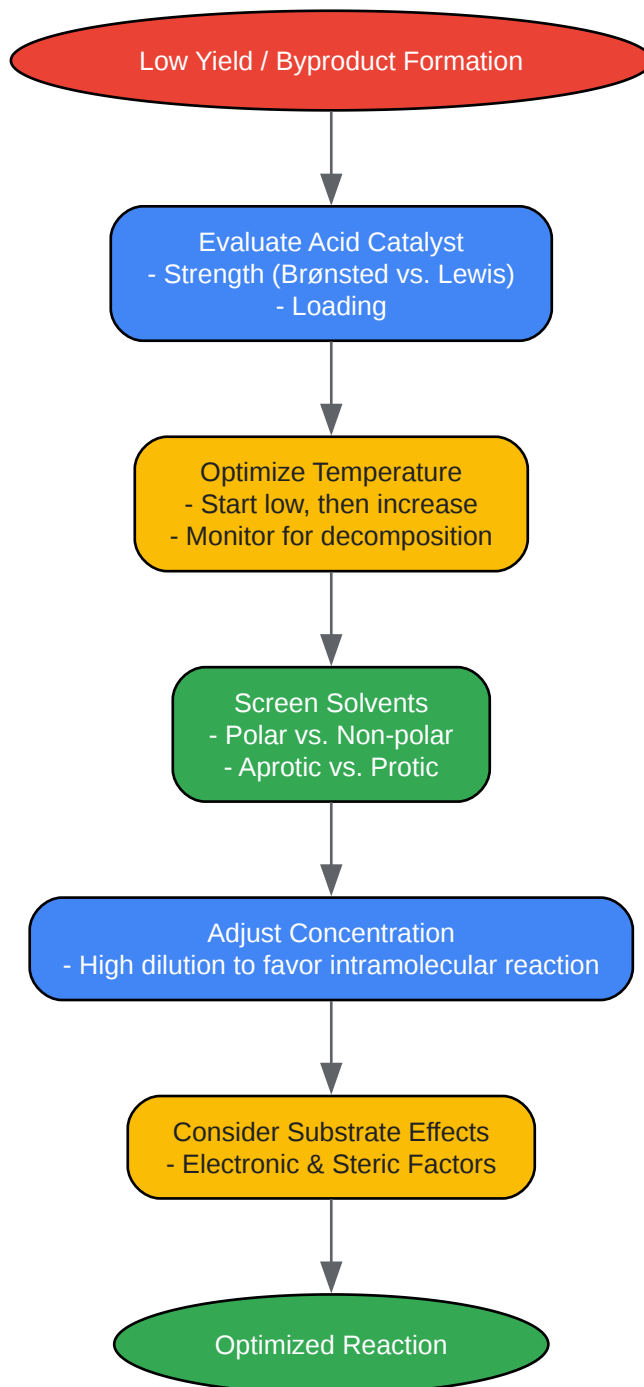 Low Yield / Byproduct Formation
Evaluate Acid Catalyst
- Strength (Brønsted vs. Lewis)
- Loading
Optimize Temperature
- Start low, then increase
- Monitor for decomposition
Screen Solvents
- Polar vs. Non-polar
- Aprotic vs. Protic
Adjust Concentration
- High dilution to favor intramolecular reaction
Consider Substrate Effects
- Electronic & Steric Factors
Optimized Reaction